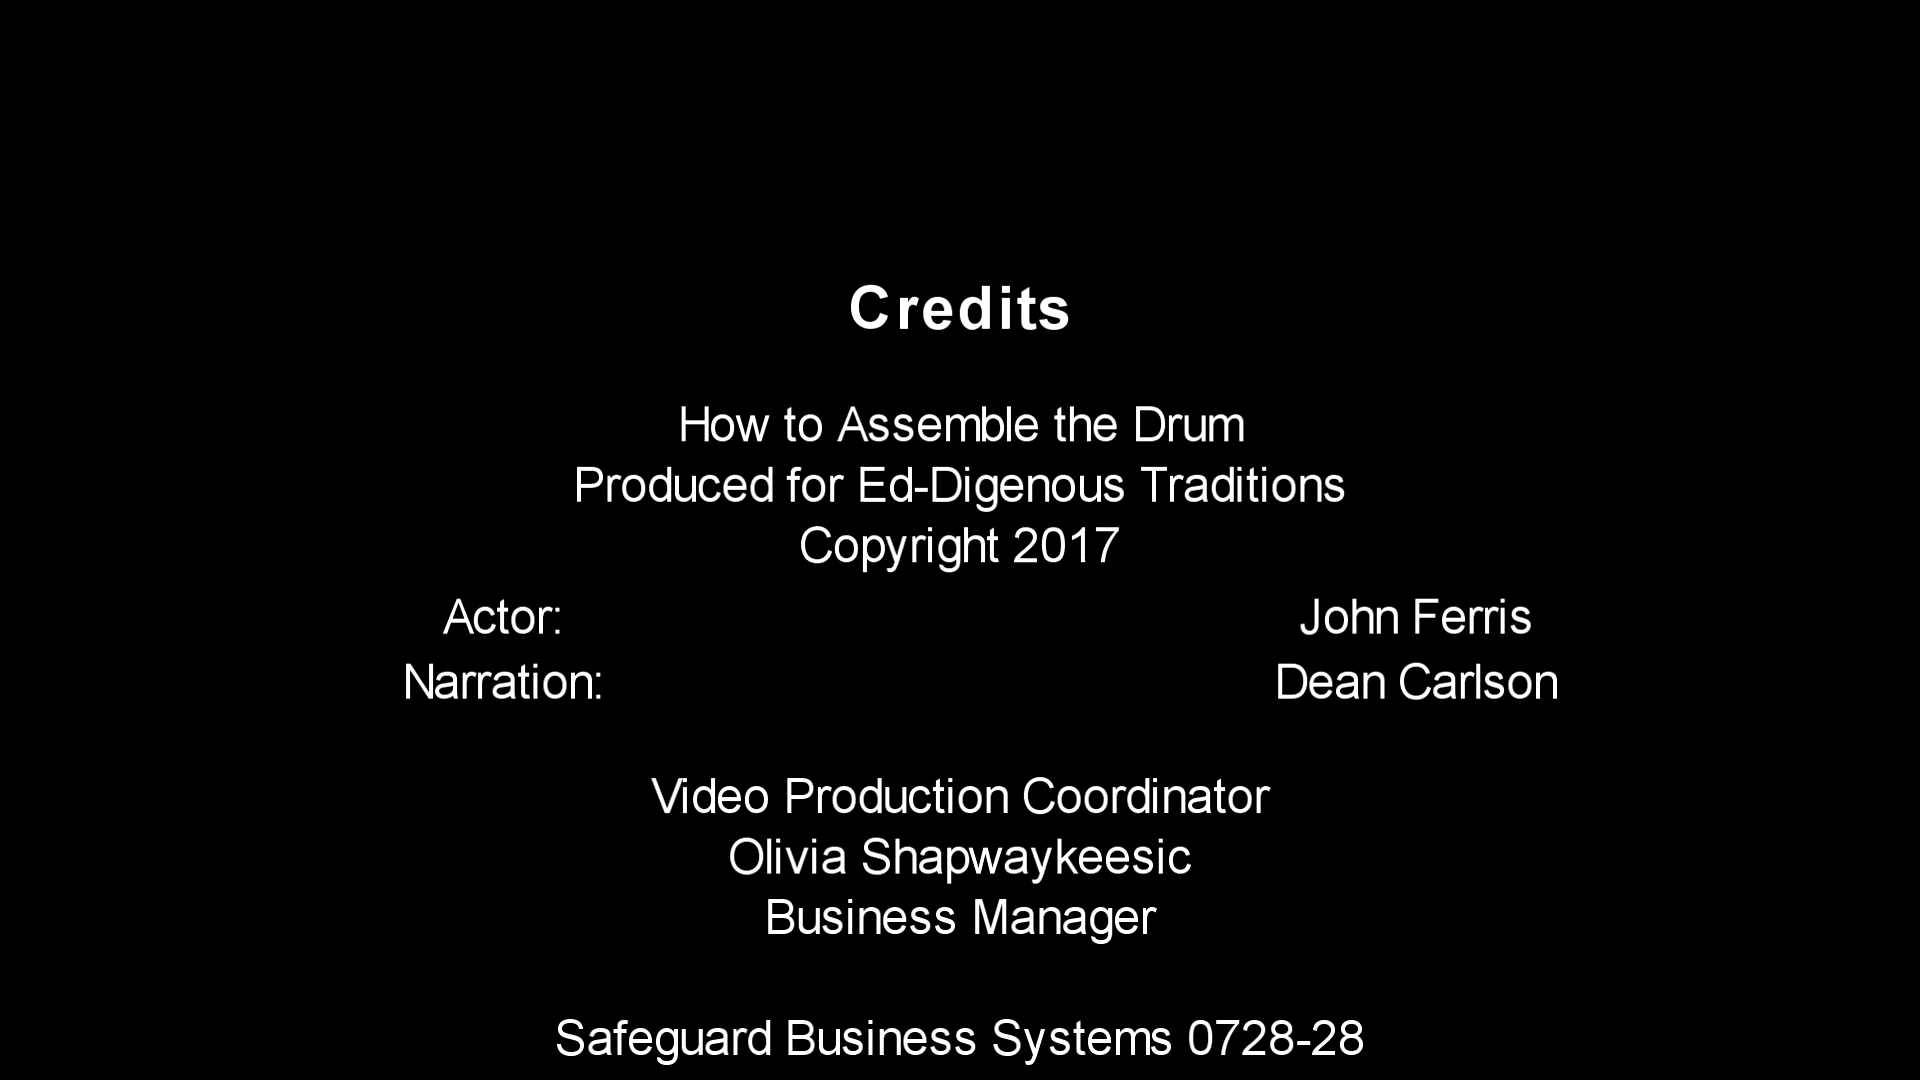 Credits
How to Assemble the Drum
Produced for Ed-Digenous Traditions
Copyright 2017
Actor: John Ferris
Narration: Dean Carlson
Video Production Coordinator
Olivia Shapwaykeesic
Business Manager
Safeguard Business Systems 0728-28